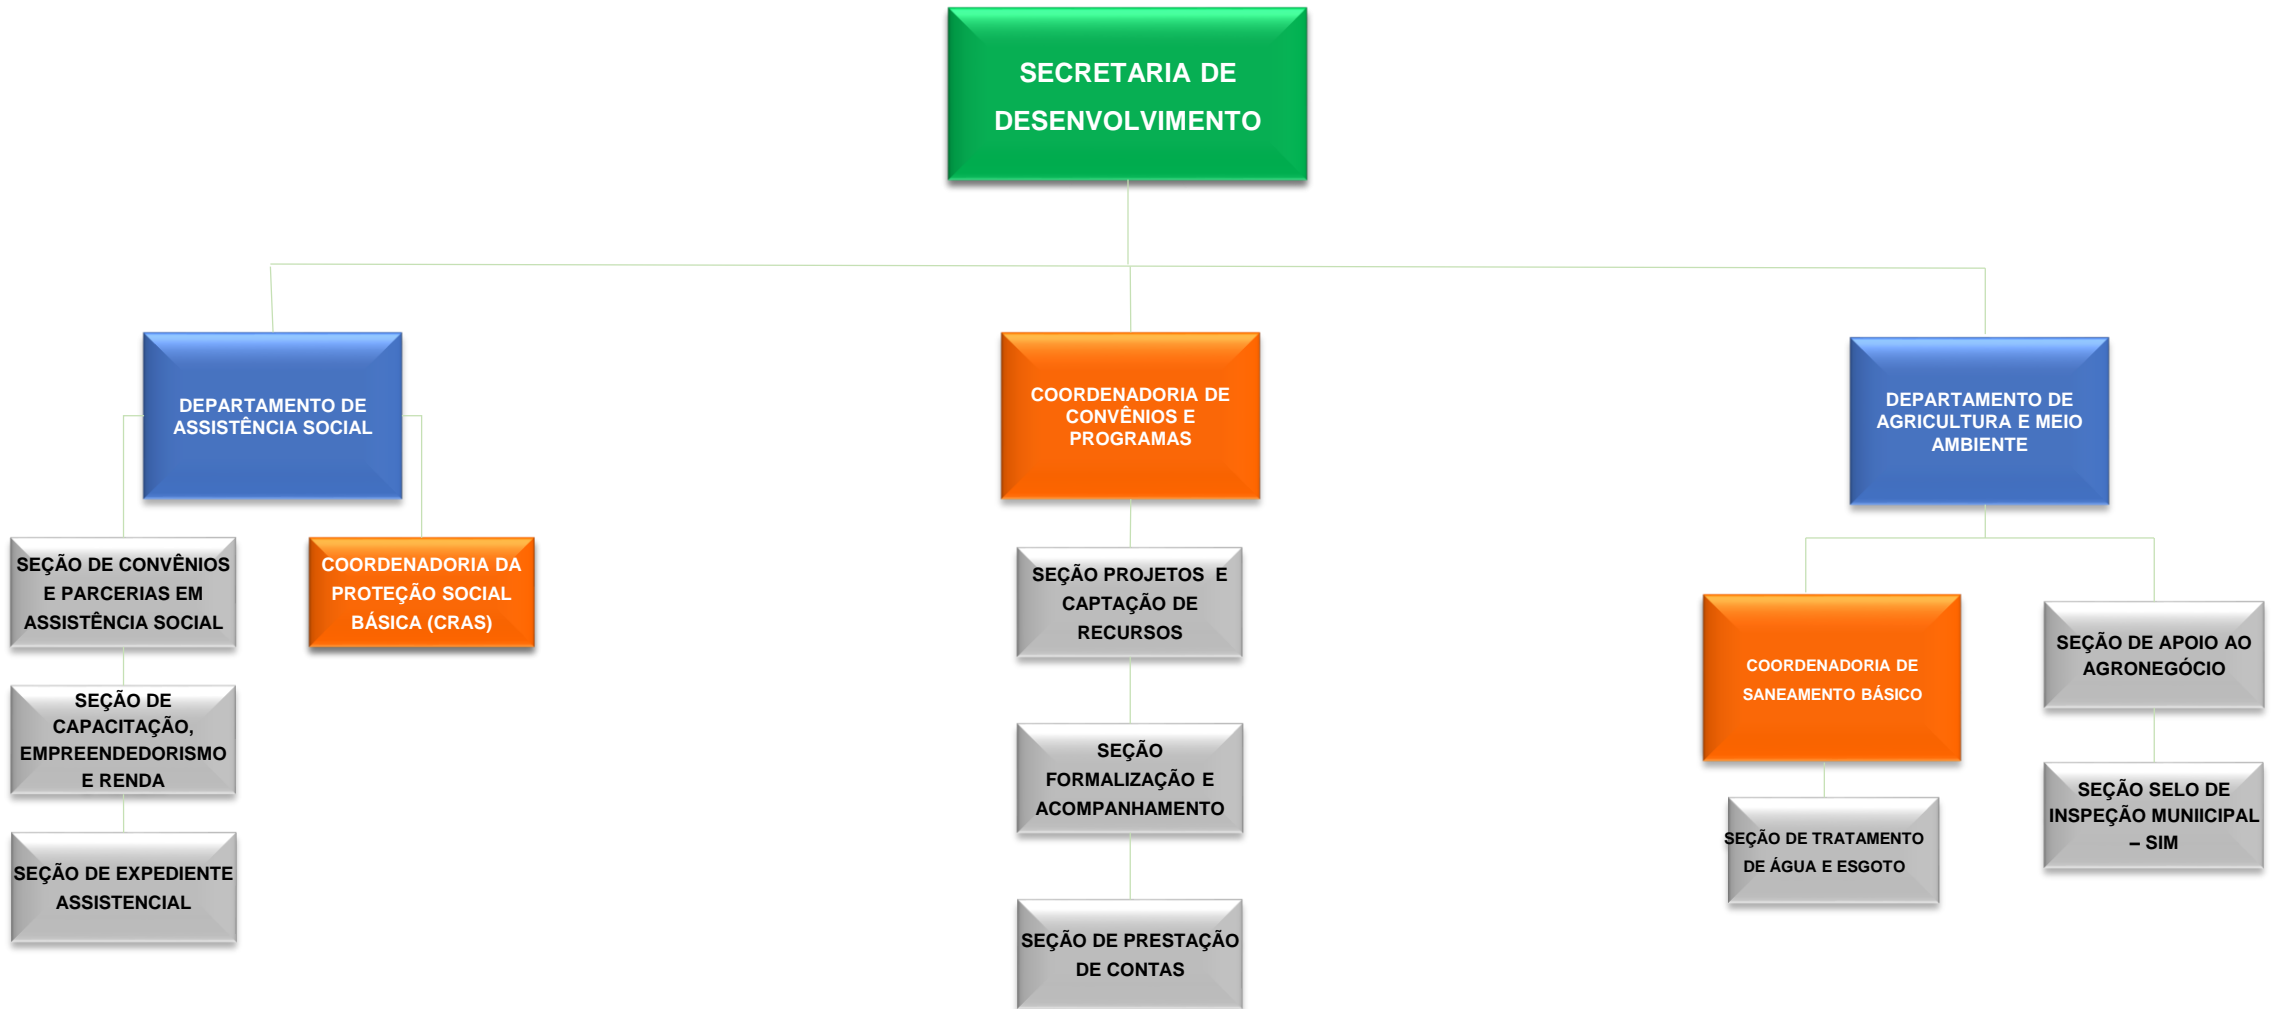 SECRETARIA DE
DESENVOLVIMENTO
DEPARTAMENTO DE
ASSISTÊNCIA SOCIAL
COORDENADORIA DE
CONVÊNIOS E
PROGRAMAS
DEPARTAMENTO DE
AGRICULTURA E MEIO
AMBIENTE
SEÇÃO DE CONVÊNIOS
E PARCERIAS EM
ASSISTÊNCIA SOCIAL
COORDENADORIA DA
PROTEÇÃO SOCIAL
BÁSICA (CRAS)
SEÇÃO PROJETOS E
CAPTAÇÃO DE
RECURSOS
COORDENADORIA DE
SANEAMENTO BÁSICO
SEÇÃO DE APOIO AO
AGRONEGÓCIO
SEÇÃO DE
CAPACITAÇÃO,
EMPREENDEDORISMO
E RENDA
SEÇÃO
FORMALIZAÇÃO E
ACOMPANHAMENTO
SEÇÃO DE TRATAMENTO
DE ÁGUA E ESGOTO
SEÇÃO SELO DE
INSPEÇÃO MUNIICIPAL
– SIM
SEÇÃO DE EXPEDIENTE
ASSISTENCIAL
SEÇÃO DE PRESTAÇÃO
DE CONTAS